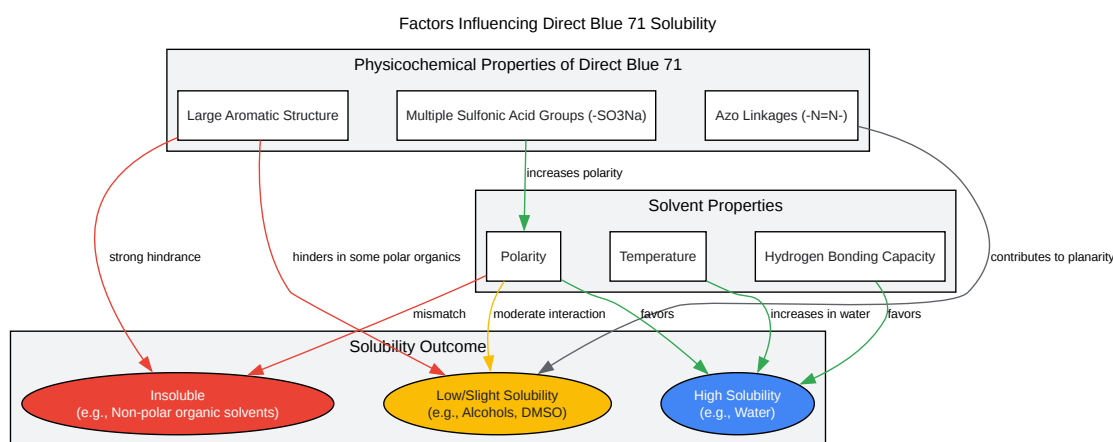 Factors Influencing Direct Blue 71 Solubility
Physicochemical Properties of Direct Blue 71
Large Aromatic Structure
Multiple Sulfonic Acid Groups (-SO3Na)
Azo Linkages (-N=N-)
increases polarity
Solvent Properties
Polarity
Temperature
Hydrogen Bonding Capacity
strong hindrance
hinders in some polar organics
contributes to planarity
mismatch
moderate interaction
favors
increases in water
favors
Solubility Outcome
Insoluble
(e.g., Non-polar organic solvents)
Low/Slight Solubility
(e.g., Alcohols, DMSO)
High Solubility
(e.g., Water)